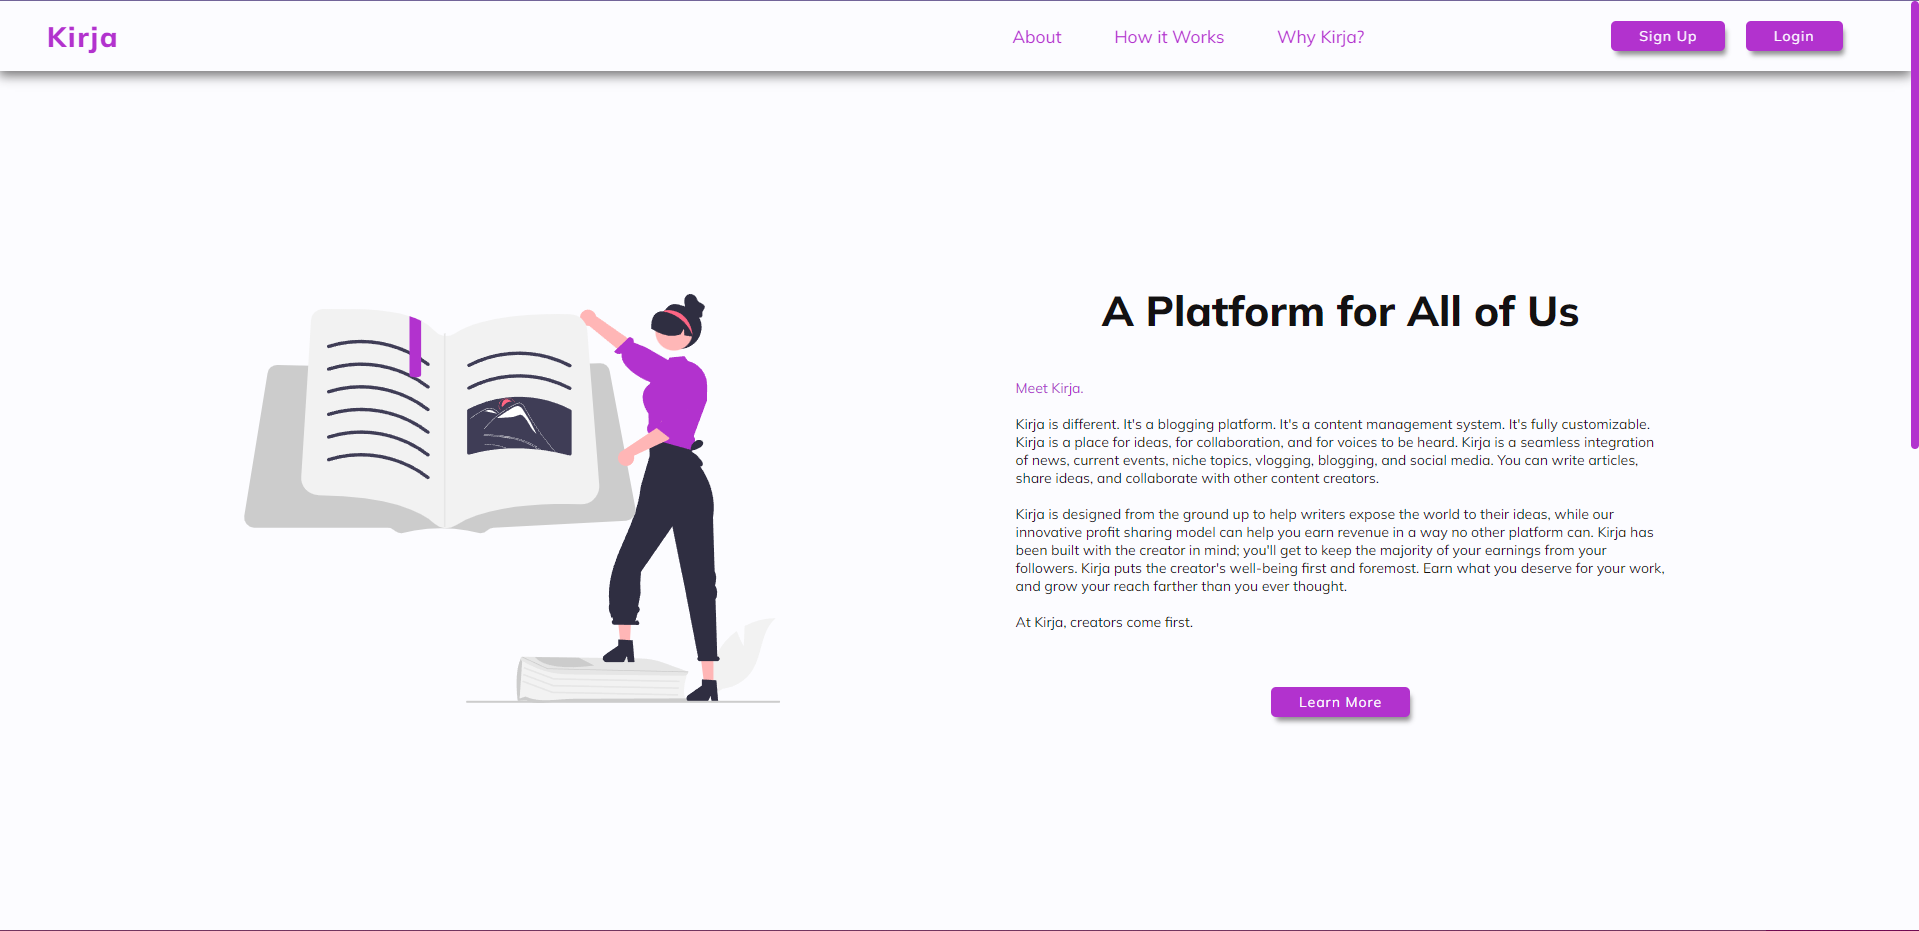 Kirja
About
How it Works
Why Kirja?
Sign Up
Login
A Platform for All of Us
Meet Kirja.
Kirja is different. It's a blogging platform. It's a content management system. It's fully customizable.
Kirja is a place for ideas, for collaboration, and for voices to be heard. Kirja is a seamless integration
of news, current events, niche topics, vlogging, blogging, and social media. You can write articles,
share ideas, and collaborate with other content creators.
Kirja is designed from the ground up to help writers expose the world to their ideas, while our
innovative profit sharing model can help you earn revenue in a way no other platform can. Kirja has
been built with the creator in mind; you'll get to keep the majority of your earnings from your
followers. Kirja puts the creator's well-being first and foremost. Earn what you deserve for your work,
and grow your reach farther than you ever thought.
At Kirja, creators come first.
Learn More